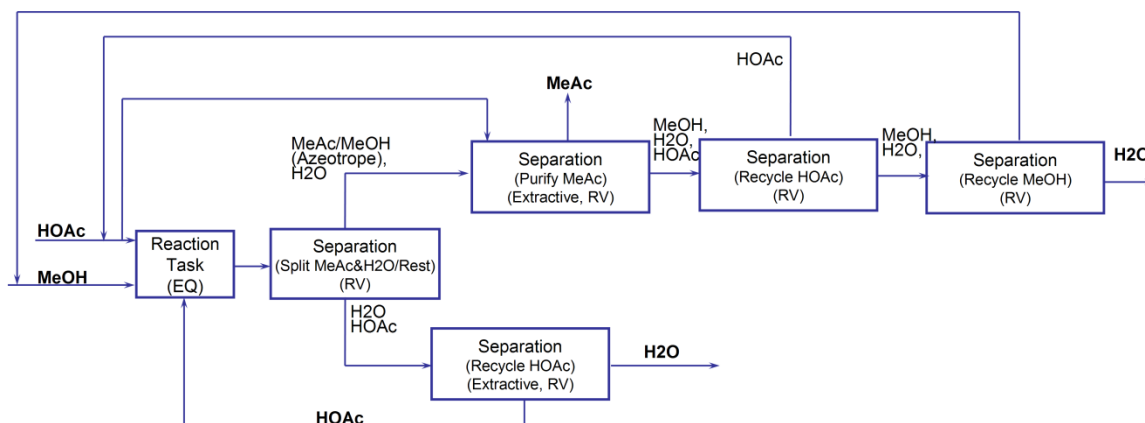 HOAc
MeAc
MeAc/MeOH
(Azeotrope),
H2O
Separation
(Purify MeAc)
(Extractive, RV)
MeOH,
H2O,
HOAc
Separation
(Recycle HOAc)
(RV)
MeOH,
H2O,
Separation
(Recycle MeOH)
(RV)
H2O
HOAc
MeOH
Reaction
Task
(EQ)
Separation
(Split MeAc&H2O/Rest)
(RV)
H2O
HOAc
Separation
(Recycle HOAc)
(Extractive, RV)
H2O
HOAc